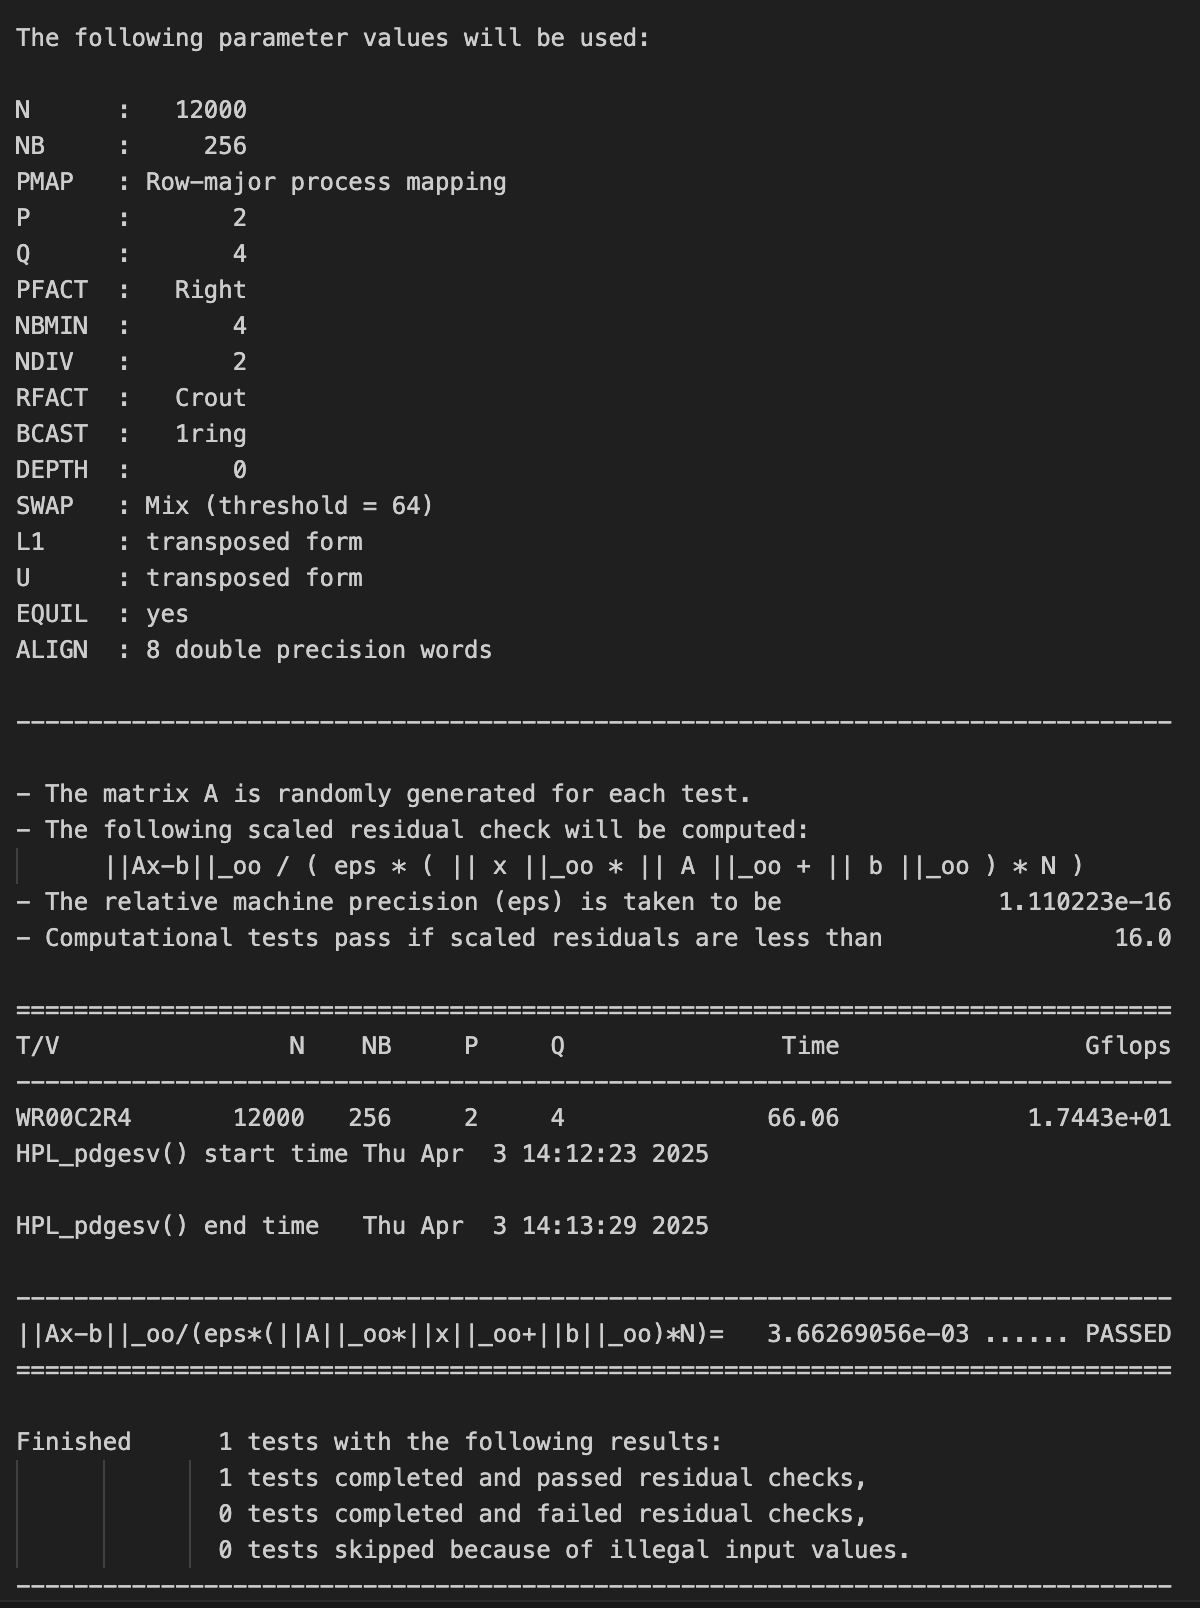 The following parameter values will be used:
N      :   12000
NB     :     256
PMAP   : Row-major process mapping
P      :       2
Q      :       4
PFACT  :   Right
NBMIN  :       4
NDIV   :       2
RFACT  :   Crout
BCAST  :   1ring
DEPTH  :       0
SWAP   : Mix (threshold = 64)
L1     : transposed form
U      : transposed form
EQUIL  : yes
ALIGN  : 8 double precision words
--------------------------------------------------------------------------------
- The matrix A is randomly generated for each test.
- The following scaled residual check will be computed:
      ||Ax-b||_oo / ( eps * ( || x ||_oo * || A ||_oo + || b ||_oo ) * N )
- The relative machine precision (eps) is taken to be               1.110223e-16
- Computational tests pass if scaled residuals are less than                16.0
================================================================================
T/V                N    NB     P     Q               Time                 Gflops
--------------------------------------------------------------------------------
WR00C2R4       12000   256     2     4              66.06             1.7443e+01
HPL_pdgesv() start time Thu Apr  3 14:12:23 2025
HPL_pdgesv() end time   Thu Apr  3 14:13:29 2025
--------------------------------------------------------------------------------
||Ax-b||_oo/(eps*(||A||_oo*||x||_oo+||b||_oo)*N)=   3.66269056e-03 ...... PASSED
================================================================================
Finished      1 tests with the following results:
              1 tests completed and passed residual checks,
              0 tests completed and failed residual checks,
              0 tests skipped because of illegal input values.
--------------------------------------------------------------------------------